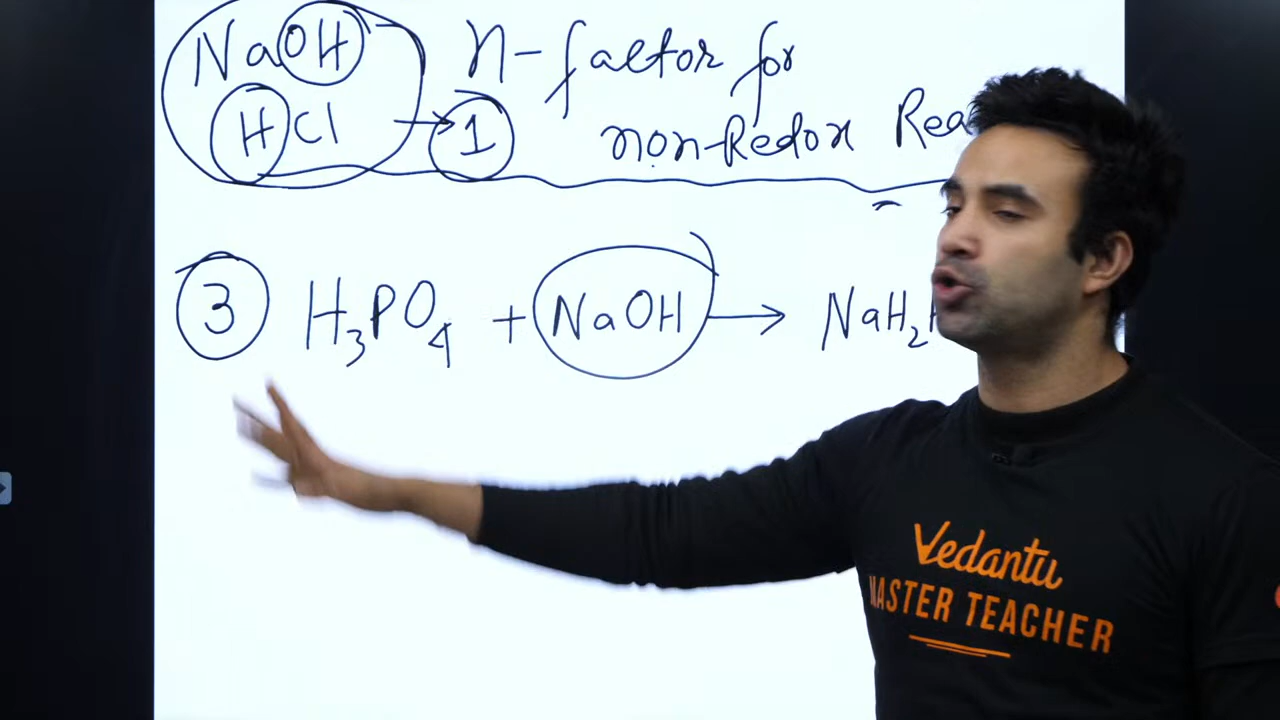 NaOH n-factor for
HCl → 1 non-Redox Rea
3 H₃PO₄ + NaOH → NaH₂
Vedantu
MASTER TEACHER